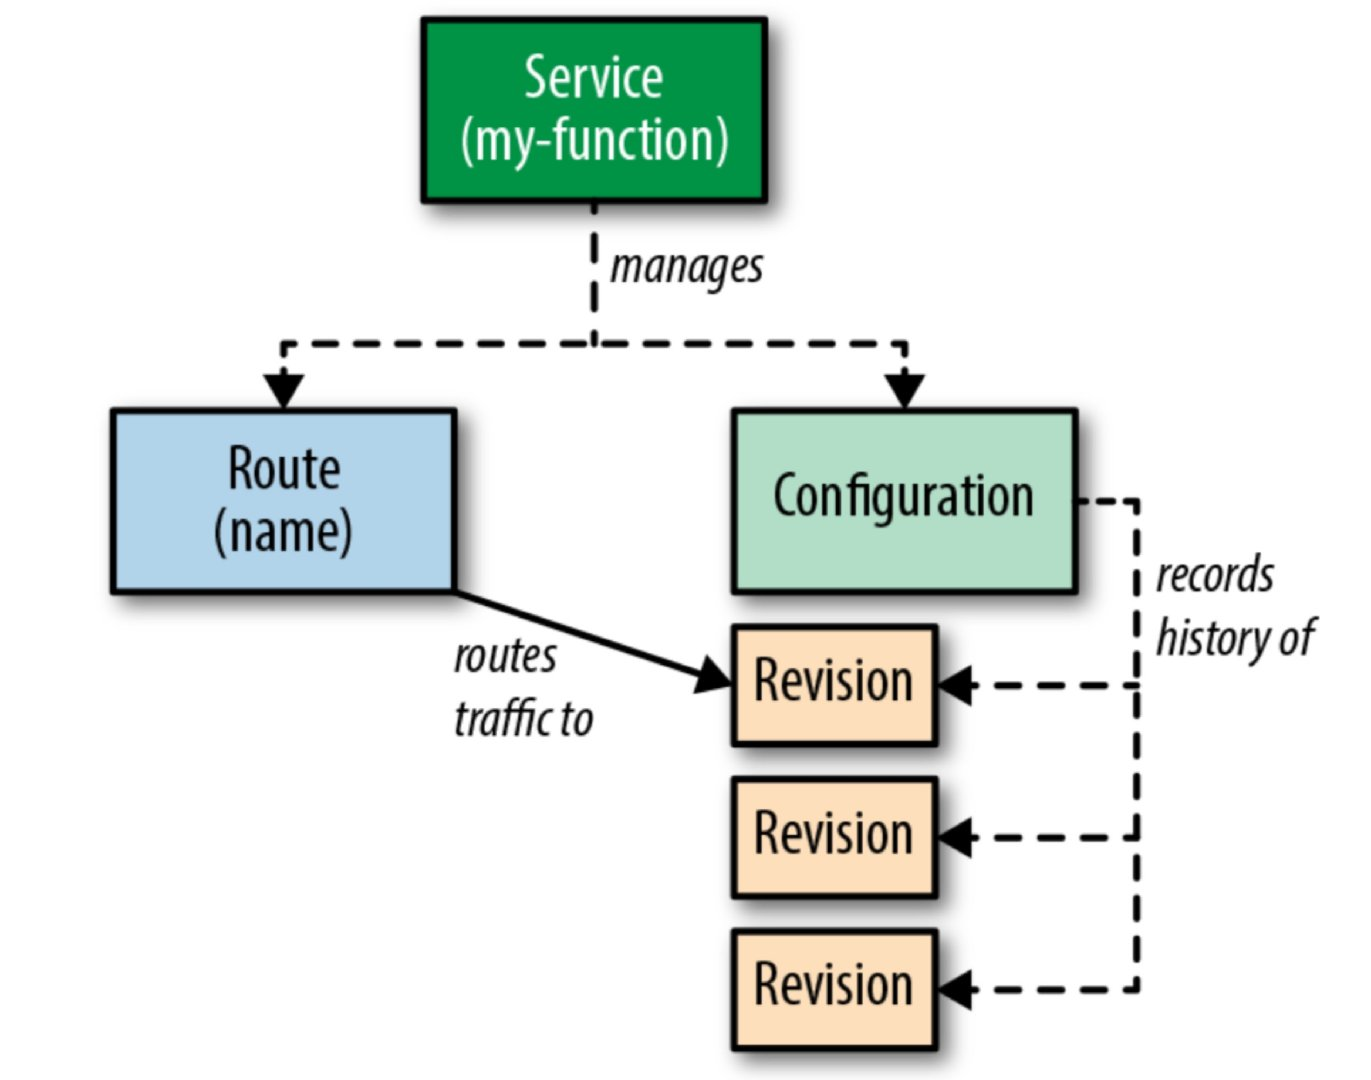 Service
(my-function)
manages
Route
(name)
Configuration
records
history of
routes
traffic to
Revision
Revision
Revision